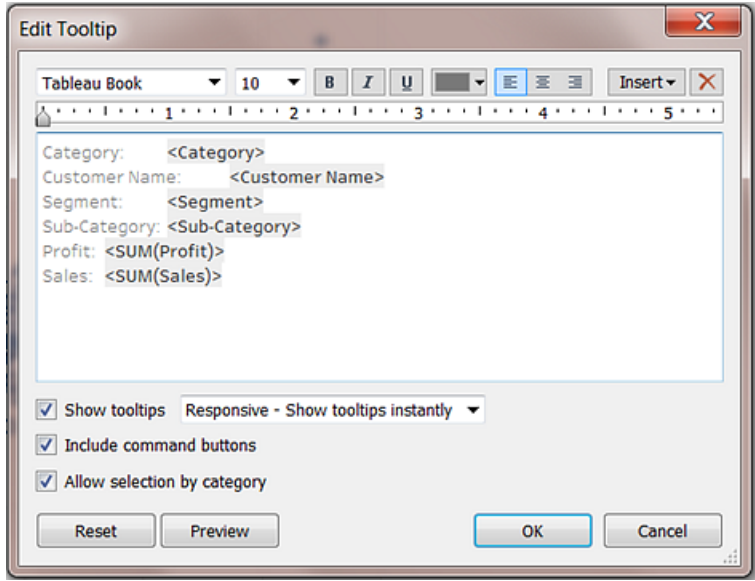 Edit Tooltip
Tableau Book 10 B I U Insert
1 2 3 4 5
Category: <Category>
Customer Name: <Customer Name>
Segment: <Segment>
Sub-Category: <Sub-Category>
Profit: <SUM(Profit)>
Sales: <SUM(Sales)>
Show tooltips Responsive - Show tooltips instantly
Include command buttons
Allow selection by category
Reset Preview OK Cancel